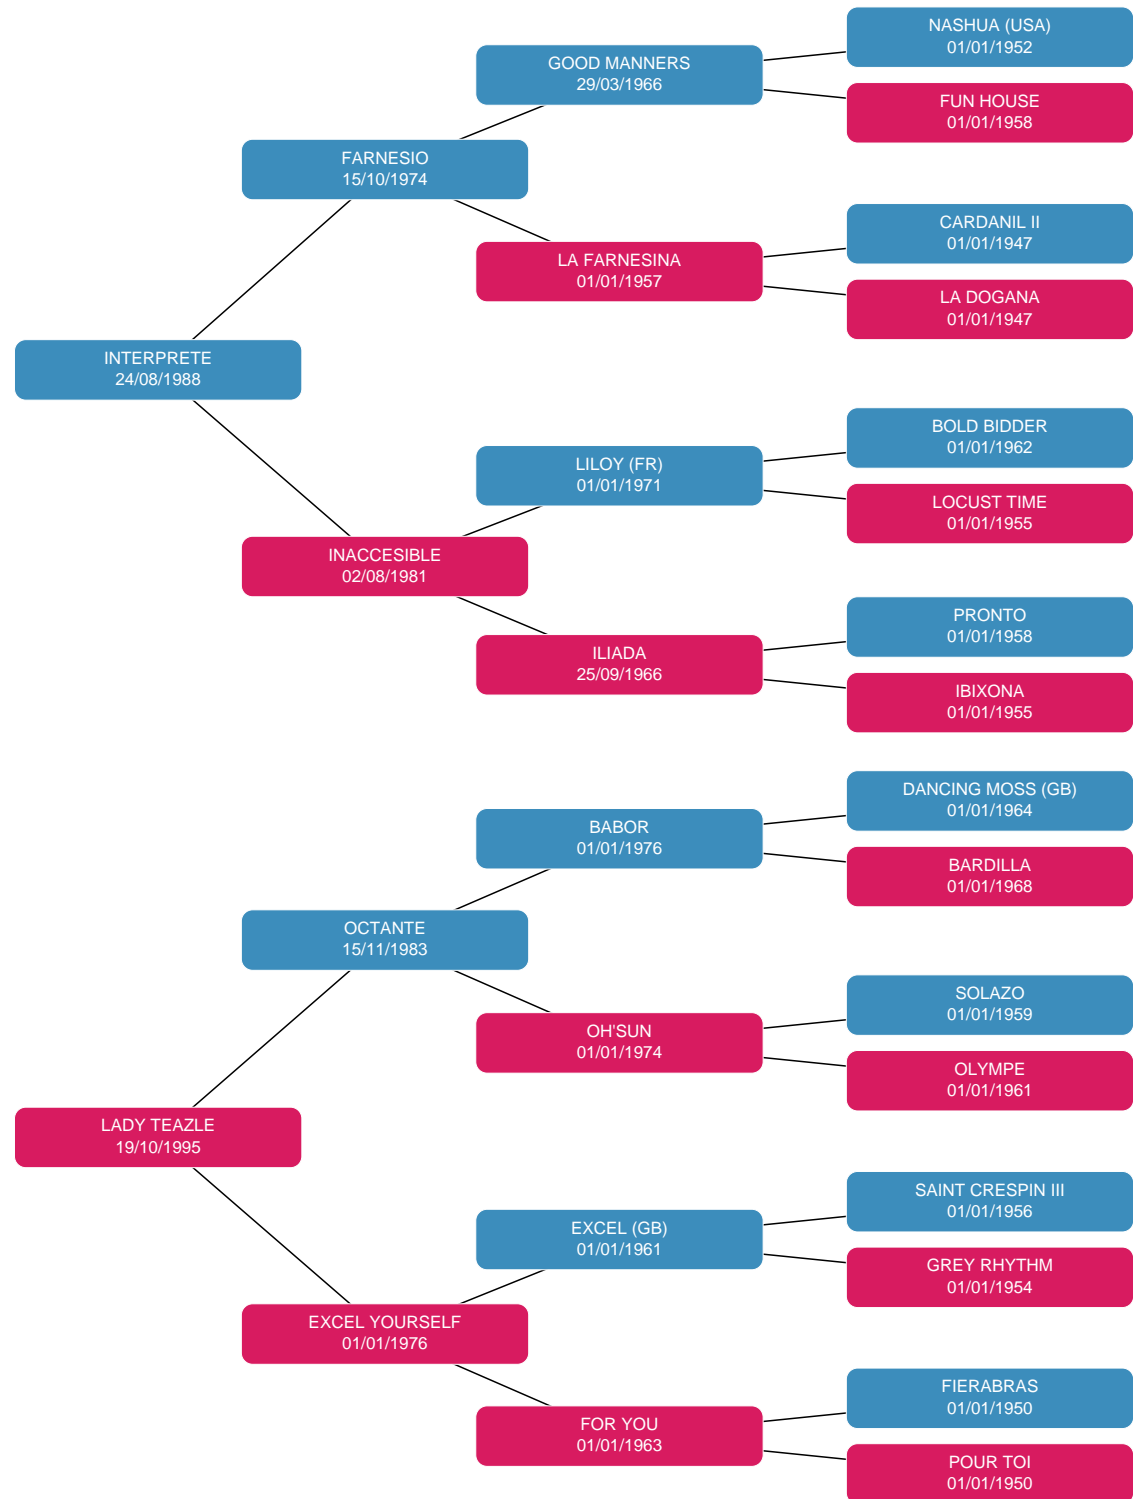 NASHUA (USA)
01/01/1952
GOOD MANNERS
29/03/1966
FUN HOUSE
01/01/1958
FARNESIO
15/10/1974
CARDANIL II
01/01/1947
LA FARNESINA
01/01/1957
LA DOGANA
01/01/1947
INTERPRETE
24/08/1988
BOLD BIDDER
01/01/1962
LILOY (FR)
01/01/1971
LOCUST TIME
01/01/1955
INACCESIBLE
02/08/1981
PRONTO
01/01/1958
ILIADA
25/09/1966
IBIXONA
01/01/1955
DANCING MOSS (GB)
01/01/1964
BABOR
01/01/1976
BARDILLA
01/01/1968
OCTANTE
15/11/1983
SOLAZO
01/01/1959
OH'SUN
01/01/1974
OLYMPE
01/01/1961
LADY TEAZLE
19/10/1995
SAINT CRESPIN III
01/01/1956
EXCEL (GB)
01/01/1961
GREY RHYTHM
01/01/1954
EXCEL YOURSELF
01/01/1976
FIERABRAS
01/01/1950
FOR YOU
01/01/1963
POUR TOI
01/01/1950